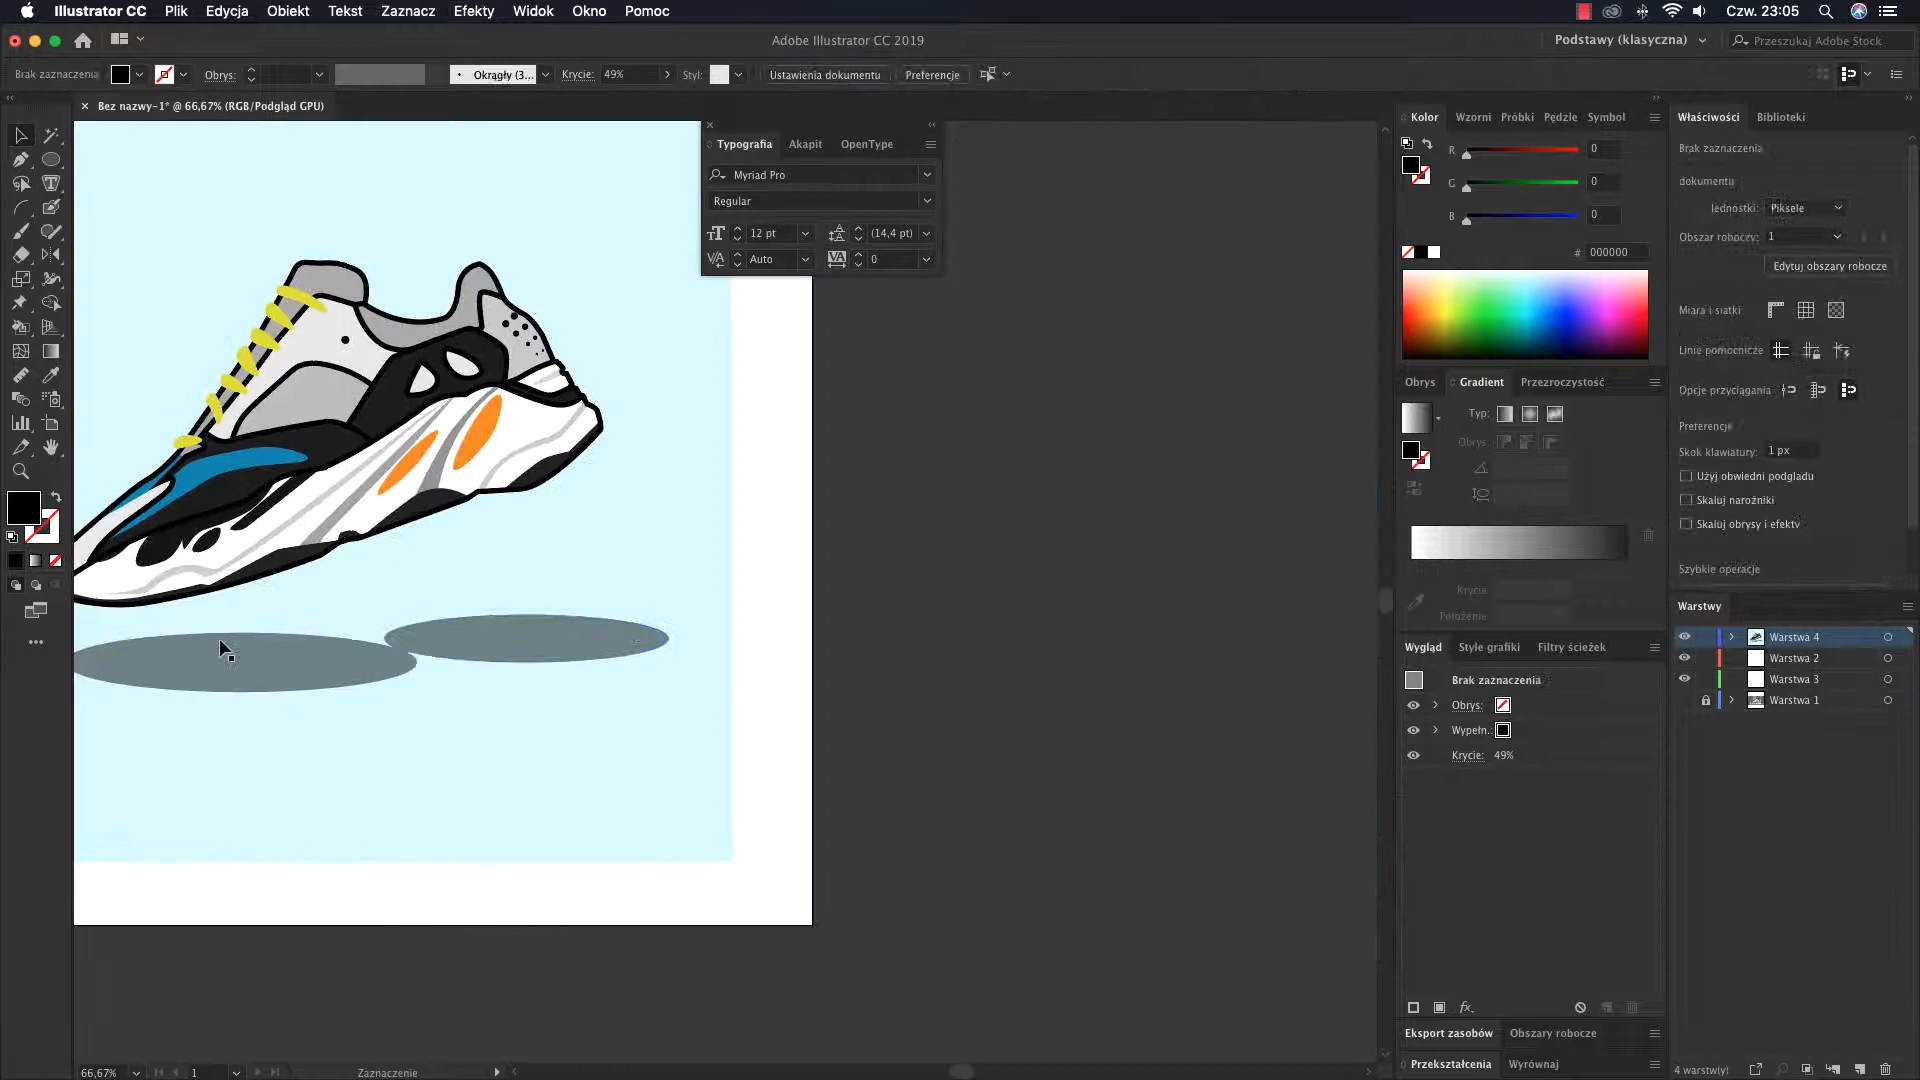 Illustrator CC Plik Edycja Obiekt Tekst Zaznacz Efekty Widok Okno Pomoc Czw. 23:05
Adobe Illustrator CC 2019 Podstawy (klasyczna) Przeszukaj Adobe Stock
Brak zaznaczenia Obrys: Okrągły (3... Krycie: 49% Styl: Ustawienia dokumentu Preferencje
× Bez nazwy-1* @ 66,67% (RGB/Podgląd GPU)
Typografia Akapit OpenType
Myriad Pro
Regular
12 pt (14,4 pt)
Auto 0
Kolor Wzorni Próbki Pędzle Symbol
R 0
G 0
B 0
# 000000
Obrys Gradient Przezroczystość
Typ:
Obrys:
Krycie
Położenie
Wygląd Style grafiki Filtry ścieżek
Brak zaznaczenia
Obrys:
Wypełn.:
Krycie: 49%
fx
Eksport zasobów Obszary robocze
Przekształcenia Wyrównaj
Właściwości Biblioteki
Brak zaznaczenia
dokumentu
Jednostki: Piksele
Obszar roboczy: 1
Edytuj obszary robocze
Miara i siatki
Linie pomocnicze
Opcje przyciągania
Preferencje
Skok klawiatury: 1 px
Użyj obwiedni podglądu
Skaluj narożniki
Skaluj obrysy i efekty
Szybkie operacje
Warstwy
Warstwa 4
Warstwa 2
Warstwa 3
Warstwa 1
4 warstw(y)
66,67% 1 Zaznaczenie